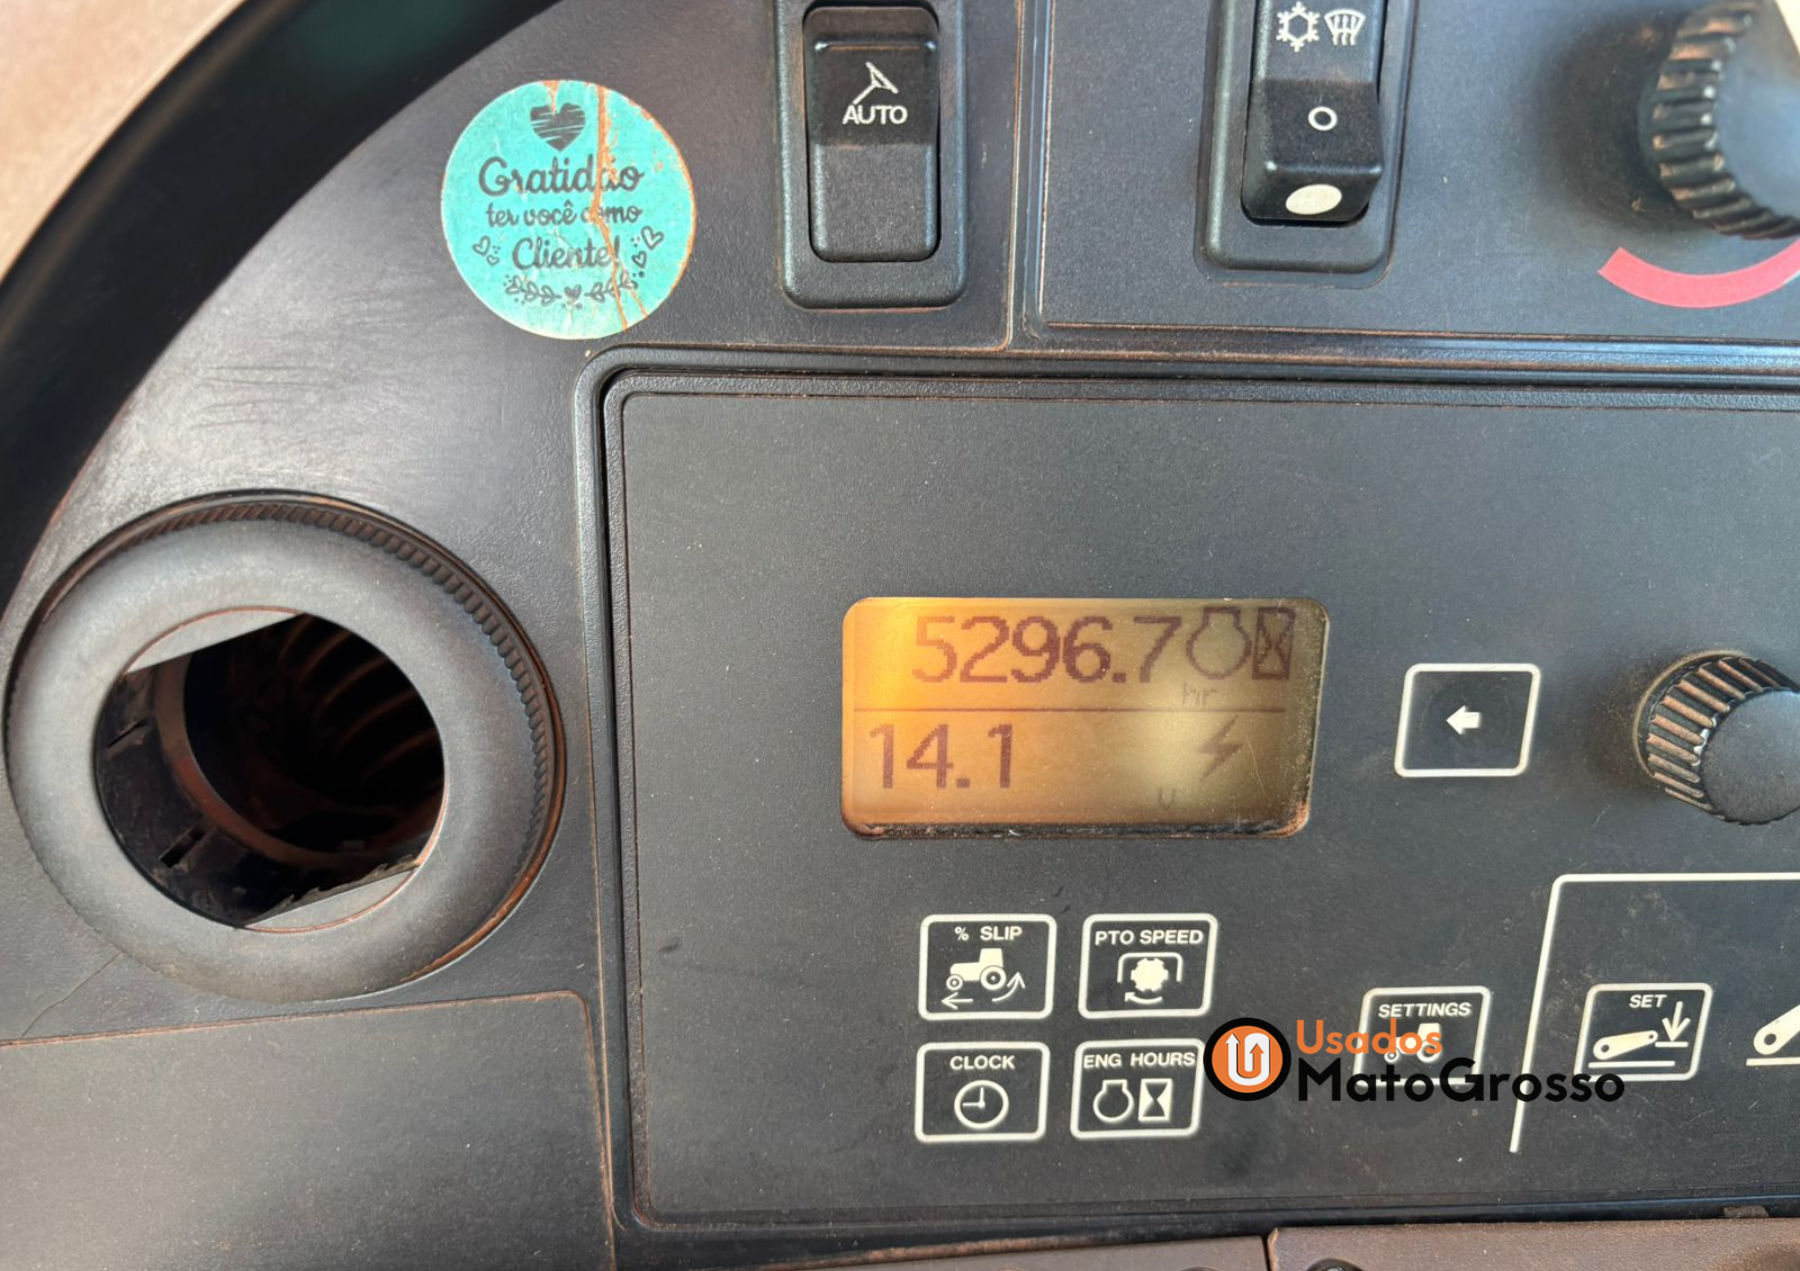 AUTO
Gratidão
ter você como
Cliente!
5296.7
hr
14.1
v
% SLIP
PTO SPEED
CLOCK
ENG HOURS
SETTINGS
SET
Usados
MatoGrosso